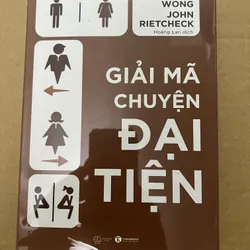 WONG
JOHN
RIETCHECK
Hoàng Lan dịch
GIẢI MÃ
CHUYỆN
ĐẠI
TIỆN